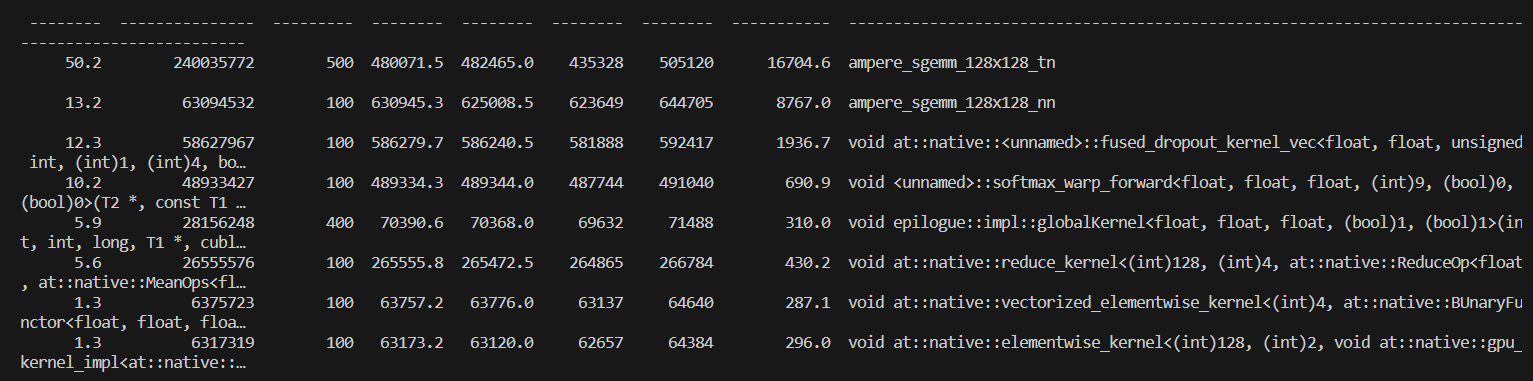 --------  ---------------  ---------  --------  --------  --------  --------  -----------  ----------------------------------------------------------------------------
-------------------------
50.2        240035772        500  480071.5  482465.0    435328    505120      16704.6  ampere_sgemm_128x128_tn
13.2         63094532        100  630945.3  625008.5    623649    644705       8767.0  ampere_sgemm_128x128_nn
12.3         58627967        100  586279.7  586240.5    581888    592417       1936.7  void at::native::<unnamed>::fused_dropout_kernel_vec<float, float, unsigned
int, (int)1, (int)4, bo…
10.2         48933427        100  489334.3  489344.0    487744    491040        690.9  void <unnamed>::softmax_warp_forward<float, float, float, (int)9, (bool)0,
(bool)0>(T2 *, const T1 …
5.9         28156248        400   70390.6   70368.0     69632     71488        310.0  void epilogue::impl::globalKernel<float, float, float, (bool)1, (bool)1>(in
t, int, long, T1 *, cubl…
5.6         26555576        100  265555.8  265472.5    264865    266784        430.2  void at::native::reduce_kernel<(int)128, (int)4, at::native::ReduceOp<float
, at::native::MeanOps<fl…
1.3          6375723        100   63757.2   63776.0     63137     64640        287.1  void at::native::vectorized_elementwise_kernel<(int)4, at::native::BUnaryFu
nctor<float, float, floa…
1.3          6317319        100   63173.2   63120.0     62657     64384        296.0  void at::native::elementwise_kernel<(int)128, (int)2, void at::native::gpu_
kernel_impl<at::native::…